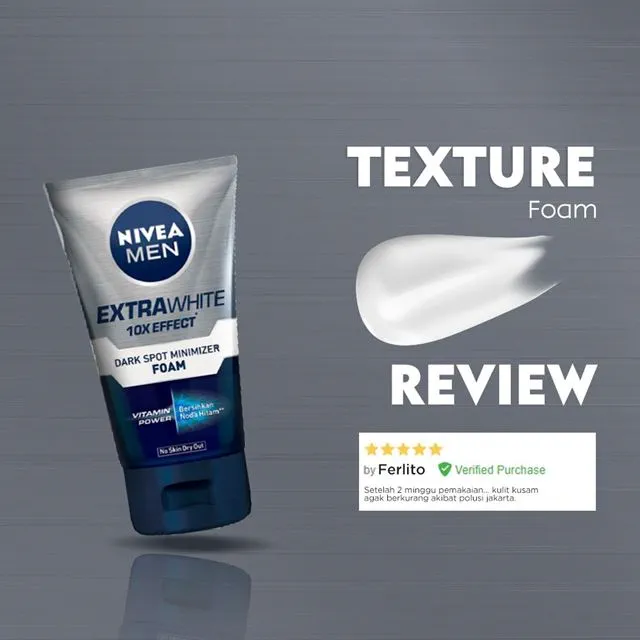 NIVEA
MEN
EXTRAWHITE
10X EFFECT*
DARK SPOT MINIMIZER
FOAM
VITAMIN
POWER
Bersihkan
Noda Hitam**
No Skin Dry Out
TEXTURE
Foam
REVIEW
by Ferlito Verified Purchase
Setelah 2 minggu pemakaian... kulit kusam
agak berkurang akibat polusi jakarta.